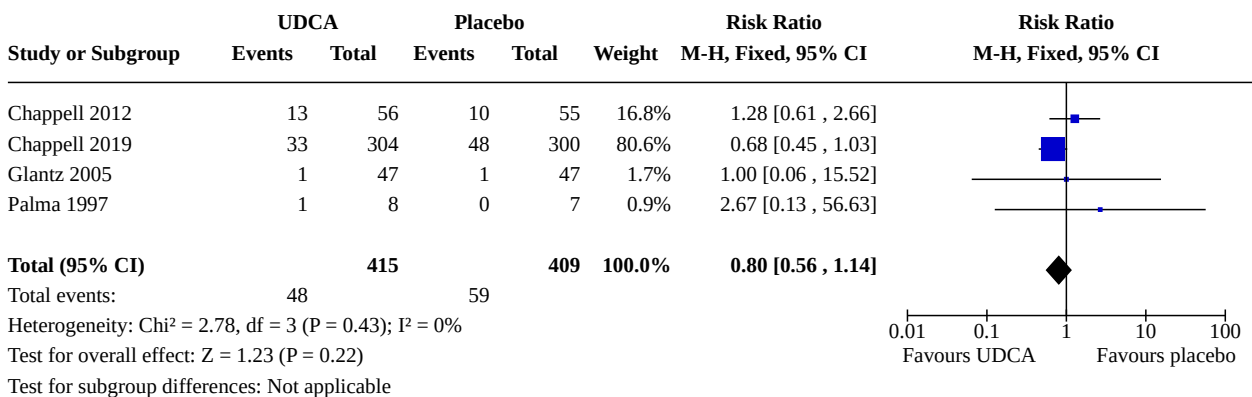 UDCA Placebo Risk Ratio Risk Ratio
Study or Subgroup Events Total Events Total Weight M-H, Fixed, 95% CI M-H, Fixed, 95% CI
Chappell 2012 13 56 10 55 16.8% 1.28 [0.61 , 2.66]
Chappell 2019 33 304 48 300 80.6% 0.68 [0.45 , 1.03]
Glantz 2005 1 47 1 47 1.7% 1.00 [0.06 , 15.52]
Palma 1997 1 8 0 7 0.9% 2.67 [0.13 , 56.63]
Total (95% CI) 415 409 100.0% 0.80 [0.56 , 1.14]
Total events: 48 59
Heterogeneity: Chi² = 2.78, df = 3 (P = 0.43); I² = 0%
Test for overall effect: Z = 1.23 (P = 0.22)
Test for subgroup differences: Not applicable
0.01 0.1 1 10 100
Favours UDCA Favours placebo